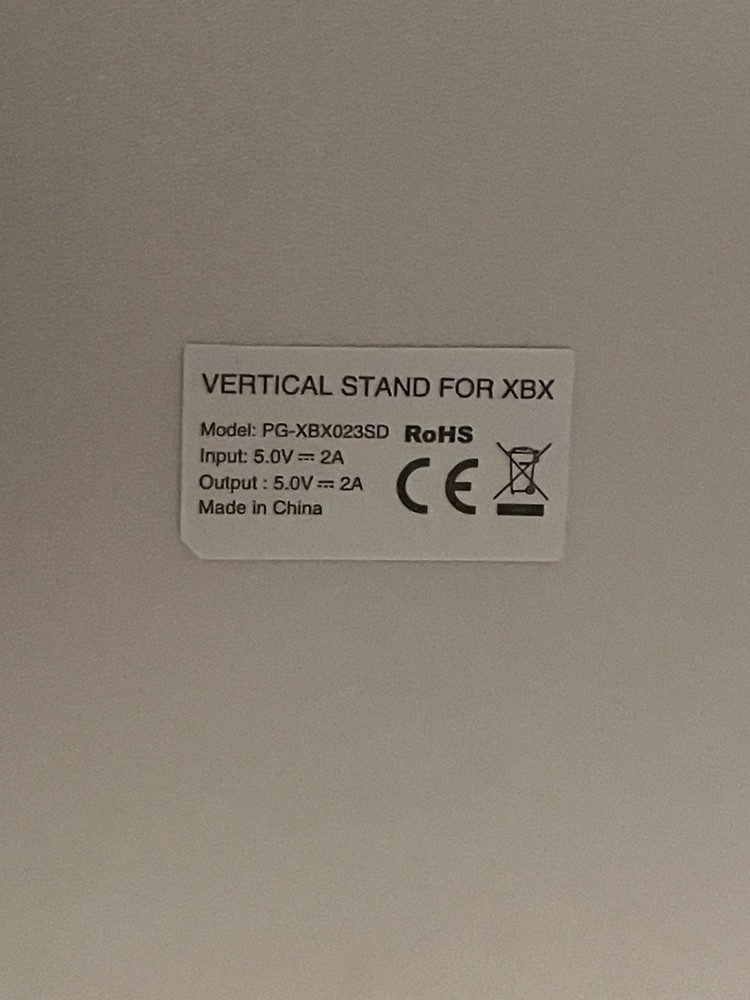 VERTICAL STAND FOR XBX
Model: PG-XBX023SD RoHS
Input: 5.0V⎓2A
Output : 5.0V⎓2A
Made in China
CE